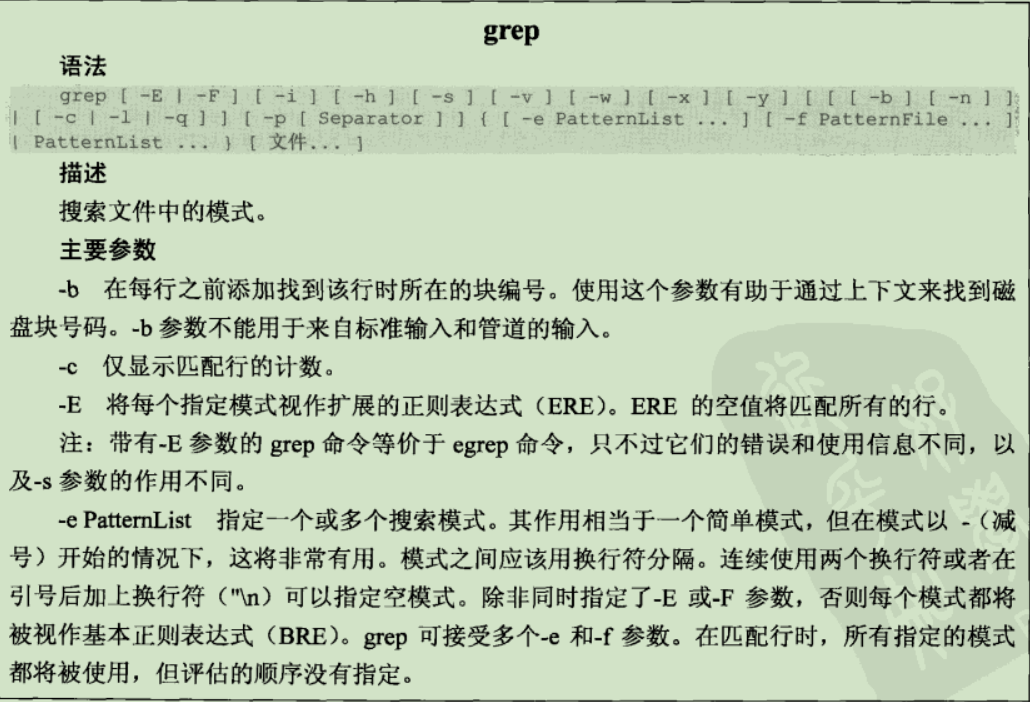 grep
语法
grep [ -E | -F ] [ -i ] [ -h ] [ -s ] [ -v ] [ -w ] [ -x ] [ -y ] [ [ [ -b ] [ -n ] ]
| [ -c | -l | -q ] ] [ -p [ Separator ] ] { [ -e PatternList ... ] [ -f PatternFile ... ]
| PatternList ... } [ 文件... ]
描述
搜索文件中的模式。
主要参数
-b 在每行之前添加找到该行时所在的块编号。使用这个参数有助于通过上下文来找到磁
盘块号码。-b 参数不能用于来自标准输入和管道的输入。
-c 仅显示匹配行的计数。
-E 将每个指定模式视作扩展的正则表达式（ERE）。ERE 的空值将匹配所有的行。
注：带有-E 参数的 grep 命令等价于 egrep 命令，只不过它们的错误和使用信息不同，以
及-s 参数的作用不同。
-e PatternList 指定一个或多个搜索模式。其作用相当于一个简单模式，但在模式以 -（减
号）开始的情况下，这将非常有用。模式之间应该用换行符分隔。连续使用两个换行符或者在
引号后加上换行符（"\n）可以指定空模式。除非同时指定了-E 或-F 参数，否则每个模式都将
被视作基本正则表达式（BRE）。grep 可接受多个-e 和-f 参数。在匹配行时，所有指定的模式
都将被使用，但评估的顺序没有指定。